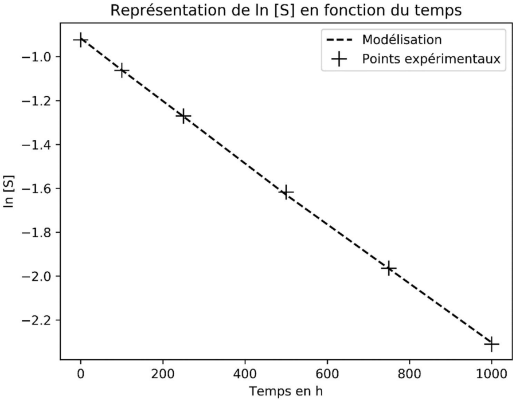 Représentation de ln [S] en fonction du temps
Modélisation
Points expérimentaux
−1.0
−1.2
−1.4
−1.6
−1.8
−2.0
−2.2
ln [S]
0 200 400 600 800 1000
Temps en h